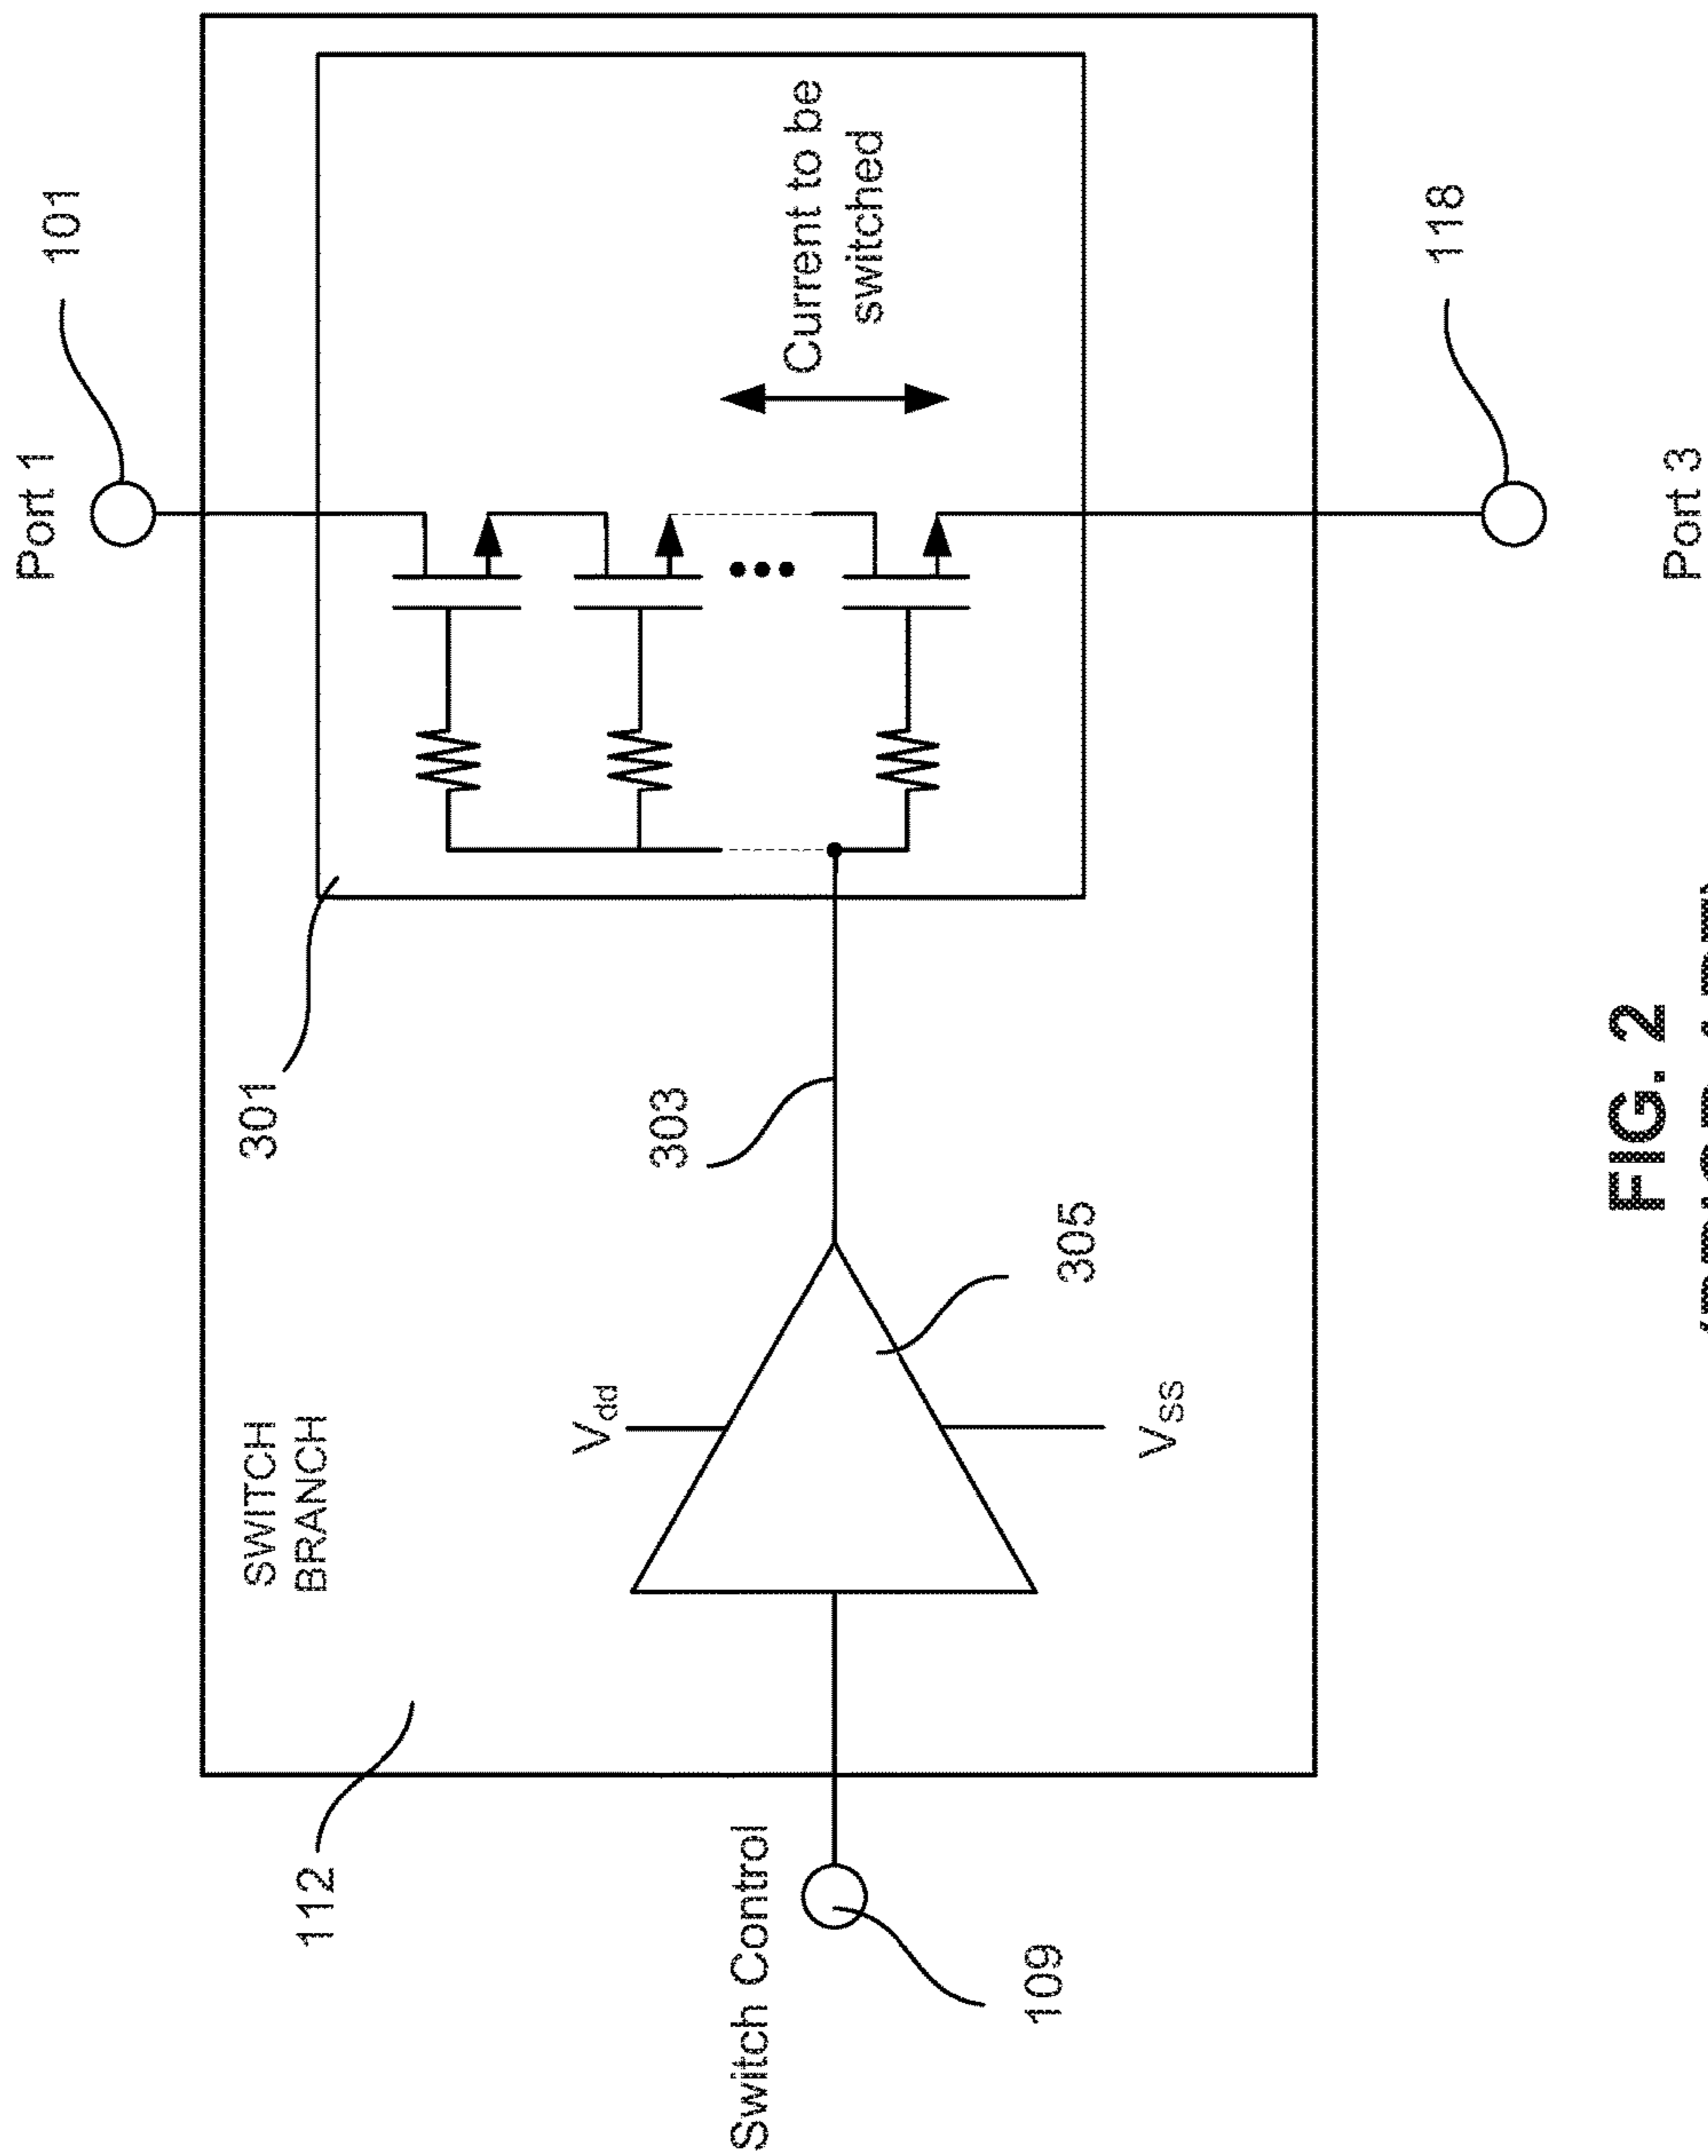 Port 1
101
Current to be
switched
301
303
SWITCH
BRANCH
Vdd
305
Vss
112
Switch Control
109
118
Port 3
FIG. 2